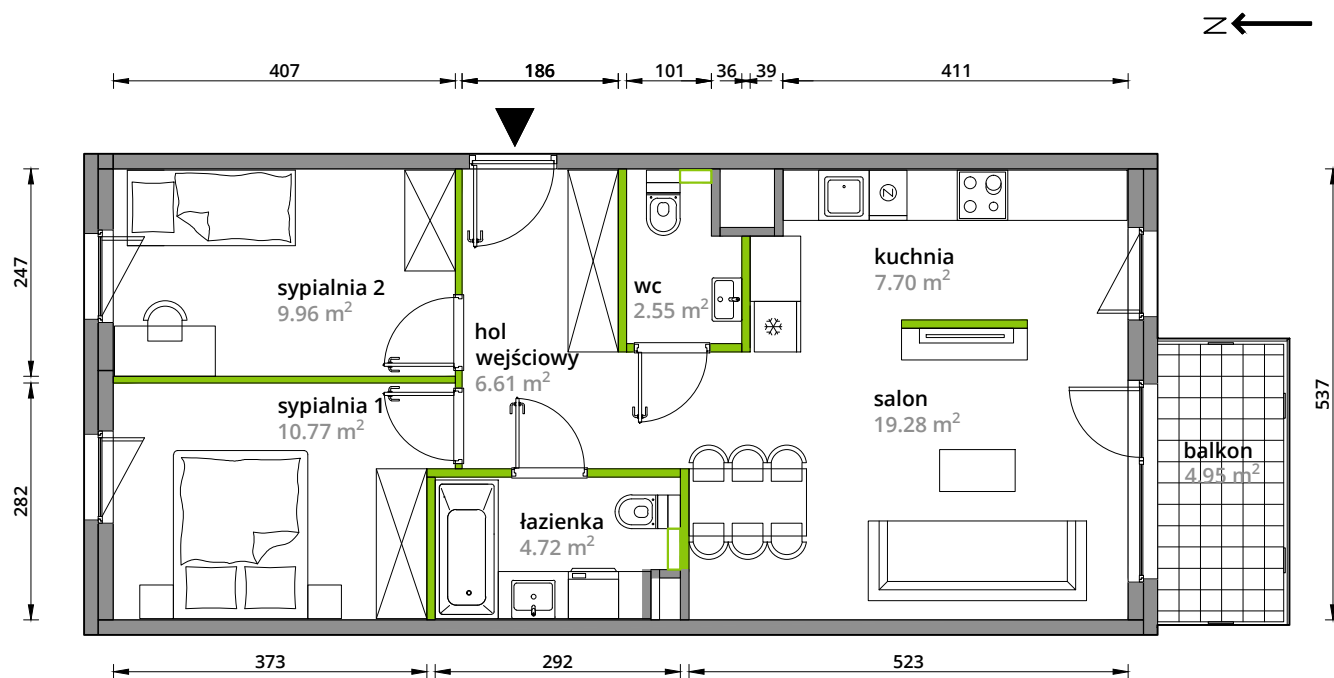 Z
407 186 101 36 39 411
247
282
537
sypialnia 2
9.96 m²
hol
wejściowy
6.61 m²
wc
2.55 m²
kuchnia
7.70 m²
Z
sypialnia 1
10.77 m²
salon
19.28 m²
balkon
4.95 m²
łazienka
4.72 m²
373 292 523